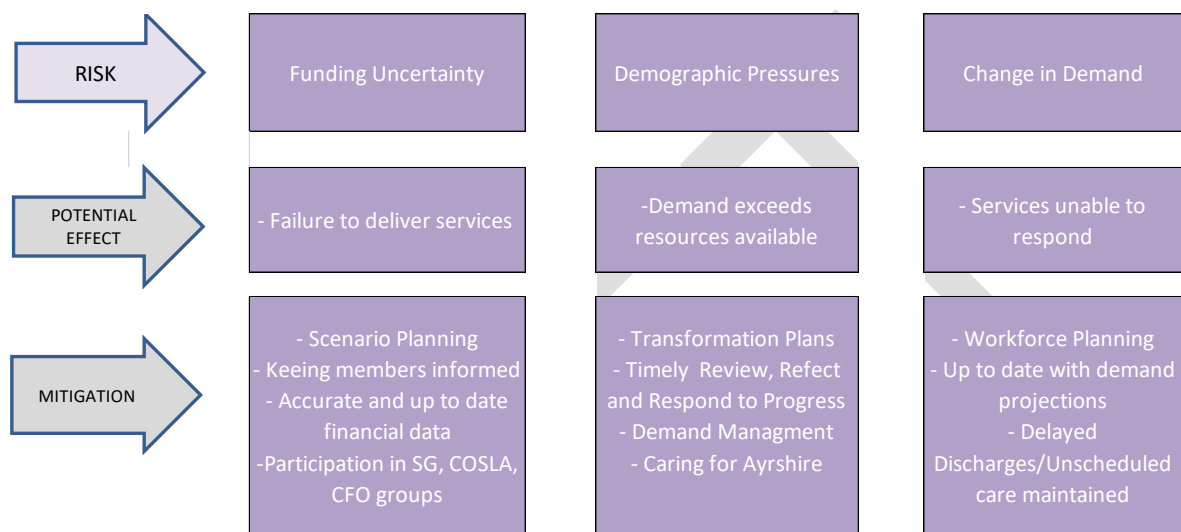 RISK
Funding Uncertainty
Demographic Pressures
Change in Demand
POTENTIAL
EFFECT
- Failure to deliver services
-Demand exceeds
resources available
- Services unable to
respond
MITIGATION
- Scenario Planning
- Keeing members informed
- Accurate and up to date
financial data
-Participation in SG, COSLA,
CFO groups
- Transformation Plans
- Timely  Review, Refect
and Respond to Progress
- Demand Managment
- Caring for Ayrshire
- Workforce Planning
- Up to date with demand
projections
- Delayed
Discharges/Unscheduled
care maintained